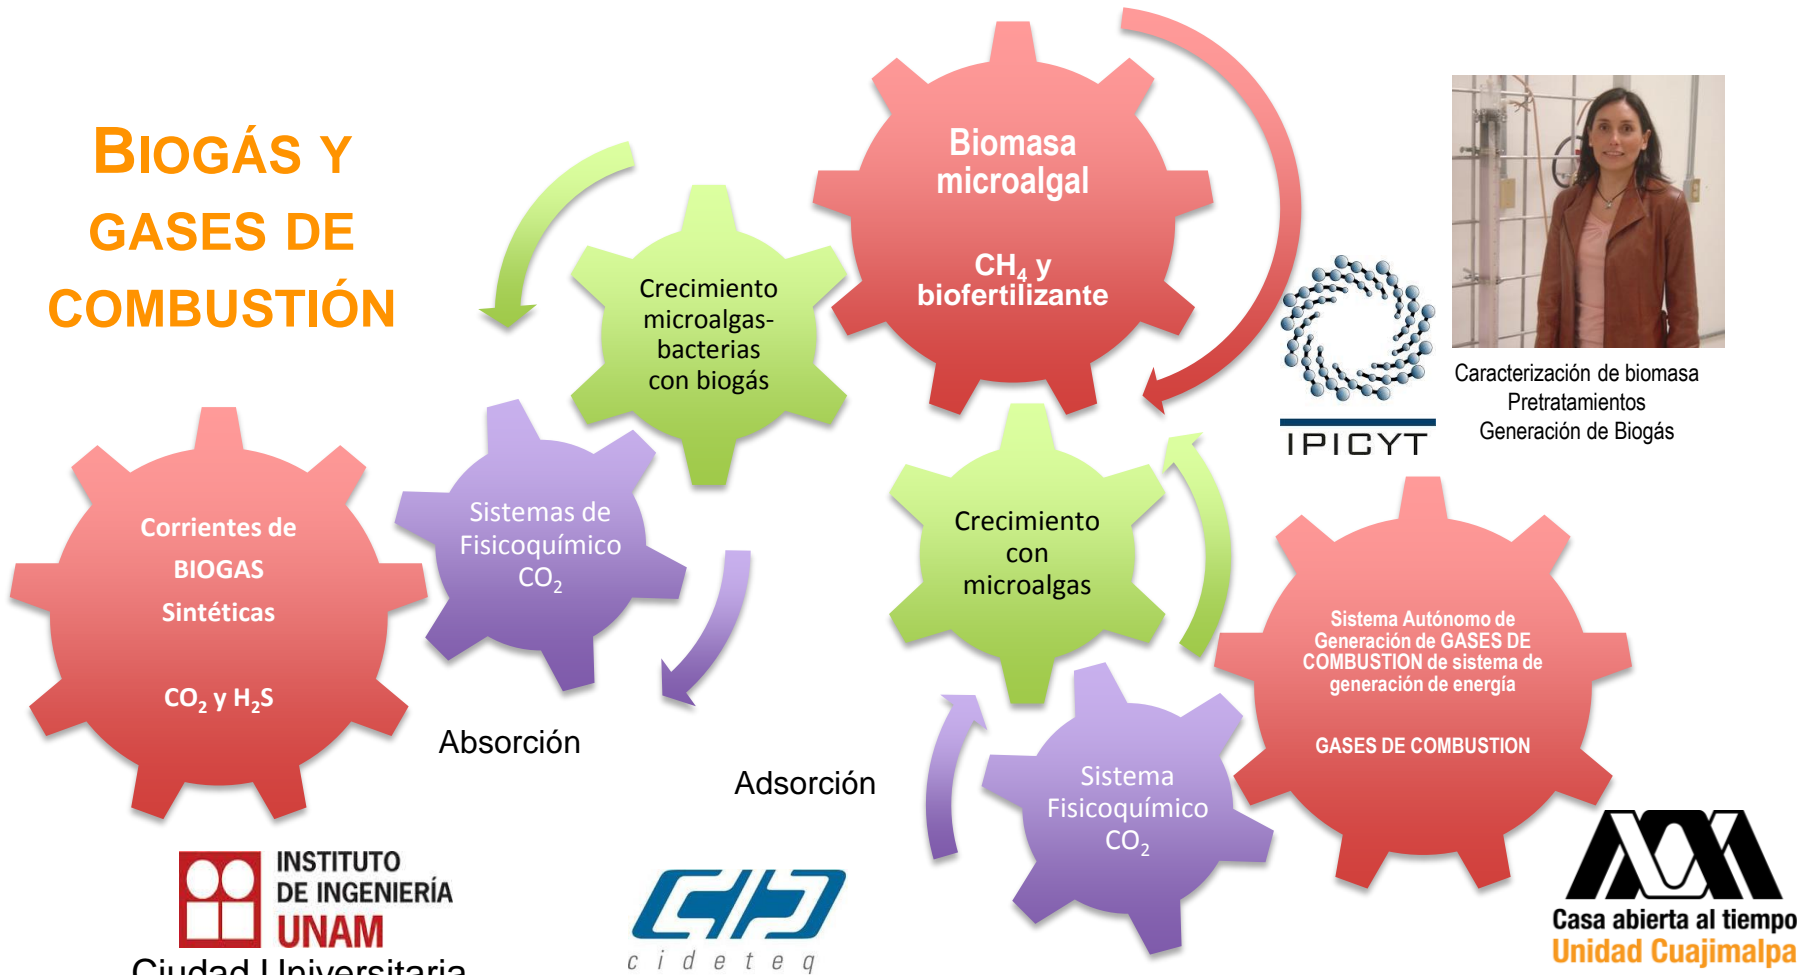 BIOGÁS Y
GASES DE
COMBUSTIÓN
Biomasa
microalgal
CH₄ y
biofertilizante
Crecimiento
microalgas-
bacterias
con biogás
Caracterización de biomasa
Pretratamientos
Generación de Biogás
IPICYT
Corrientes de
BIOGAS
Sintéticas
CO₂ y H₂S
Sistemas de
Fisicoquímico
CO₂
Crecimiento
con
microalgas
Sistema Autónomo de
Generación de GASES DE
COMBUSTION de sistema de
generación de energía
GASES DE COMBUSTION
Absorción
Adsorción
Sistema
Fisicoquímico
CO₂
INSTITUTO
DE INGENIERÍA
UNAM
Ciudad Universitaria
cideteq
Casa abierta al tiempo
Unidad Cuajimalpa